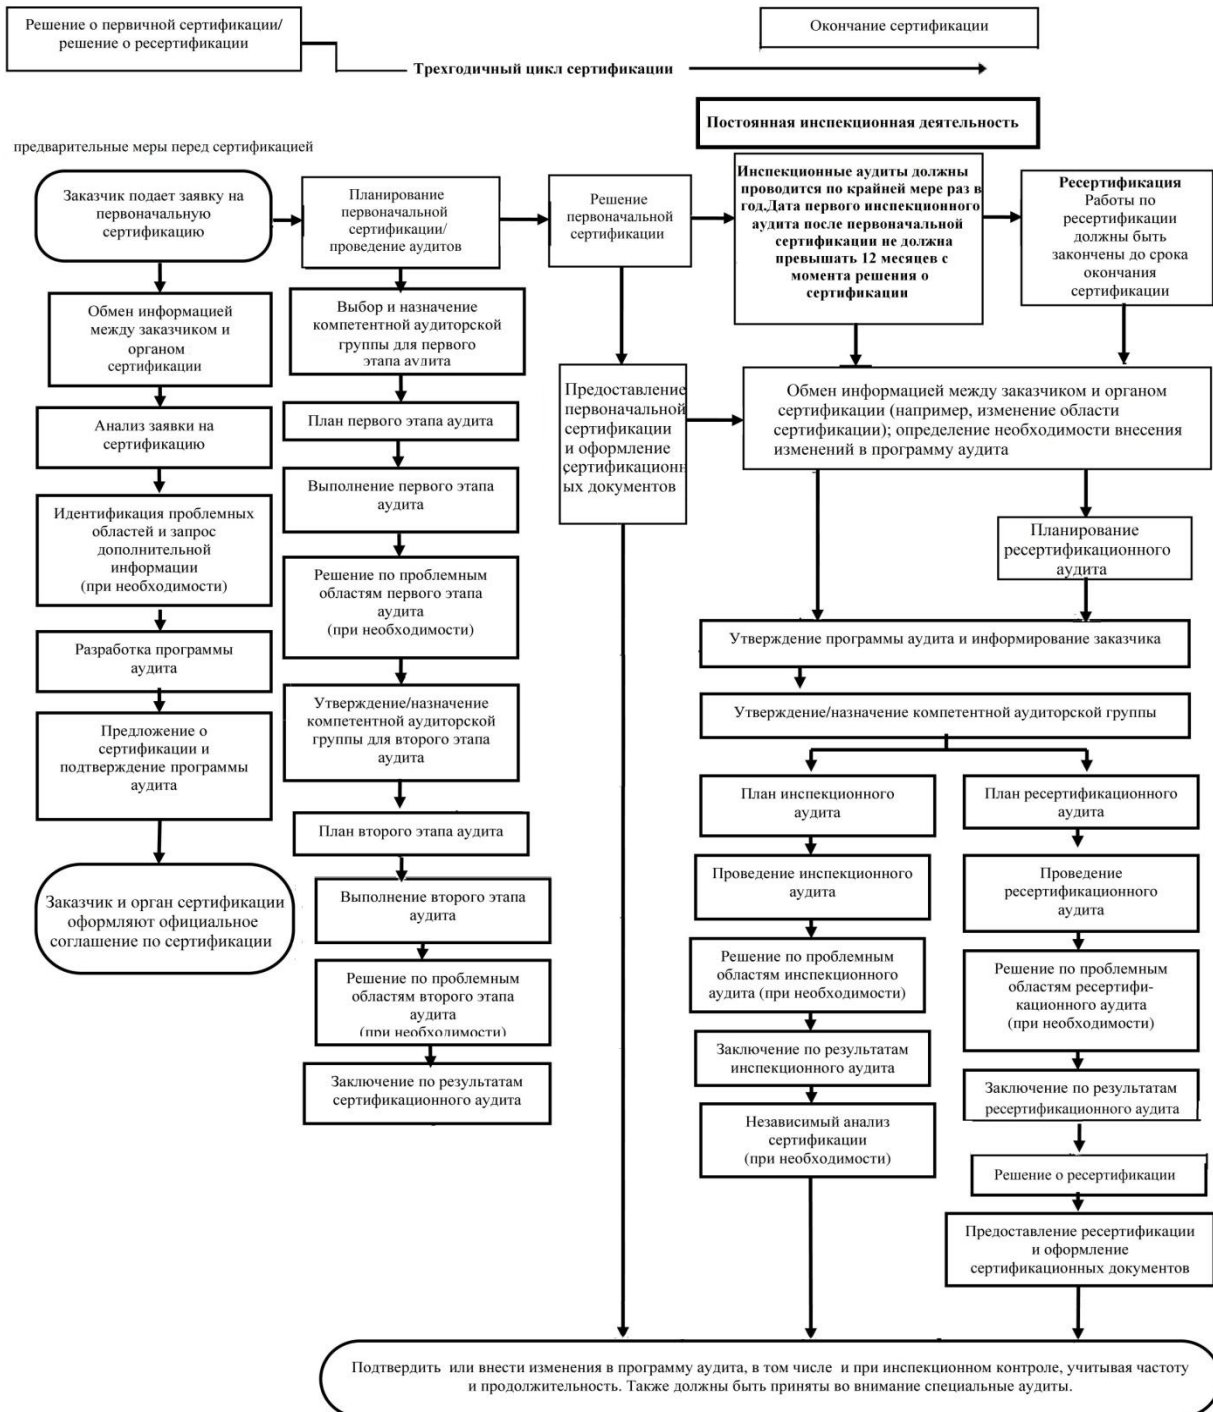 Решение о первичной сертификации/
решение о ресертификации
Окончание сертификации
Трехгодичный цикл сертификации
Постоянная инспекционная деятельность
предварительные меры перед сертификацией
Заказчик подает заявку на
первоначальную
сертификацию
Планирование
первоначальной
сертификации/
проведение аудитов
Решение
первоначальной
сертификации
Инспекционные аудиты должны
проводится по крайней мере раз в
год.Дата первого инспекционного
аудита после первоначальной
сертификации не должна
превышать 12 месяцев с
момента решения о
сертификации
Ресертификация
Работы по
ресертификации
должны быть
закончены до срока
окончания
сертификации
Обмен информацией
между заказчиком и
органом
сертификации
Анализ заявки на
сертификацию
Идентификация проблемных
областей и запрос
дополнительной
информации
(при необходимости)
Разработка программы
аудита
Предложение о
сертификации и
подтверждение программы
аудита
Заказчик и орган сертификации
оформляют официальное
соглашение по сертификации
Выбор и назначение
компетентной аудиторской
группы для первого
этапа аудита
План первого этапа аудита
Выполнение первого этапа
аудита
Решение по проблемным
областям первого этапа
аудита
(при необходимости)
Утверждение/назначение
компетентной аудиторской
группы для второго этапа
аудита
План второго этапа аудита
Выполнение второго этапа
аудита
Решение по проблемным
областям второго этапа
аудита
(при необходимости)
Заключение по результатам
сертификационного аудита
Предоставление
первоначальной
сертификации
и оформление
сертификационн
ых документов
Обмен информацией между заказчиком и органом
сертификации (например, изменение области
сертификации); определение необходимости внесения
изменений в программу аудита
Планирование
ресертификационного
аудита
Утверждение программы аудита и информирование заказчика
Утверждение/назначение компетентной аудиторской группы
План инспекционного
аудита
Проведение инспекционного
аудита
Решение по проблемным
областям инспекционного
аудита (при необходимости)
Заключение по результатам
инспекционного аудита
Независимый анализ
сертификации
(при необходимости)
План ресертификационного
аудита
Проведение
ресертификационного
аудита
Решение по проблемным
областям ресертифи-
кационного аудита
(при необходимости)
Заключение по результатам
ресертификационного аудита
Решение о ресертификации
Предоставление ресертификации
и оформление
сертификационных документов
Подтвердить или внести изменения в программу аудита, в том числе и при инспекционном контроле, учитывая частоту
и продолжительность. Также должны быть приняты во внимание специальные аудиты.